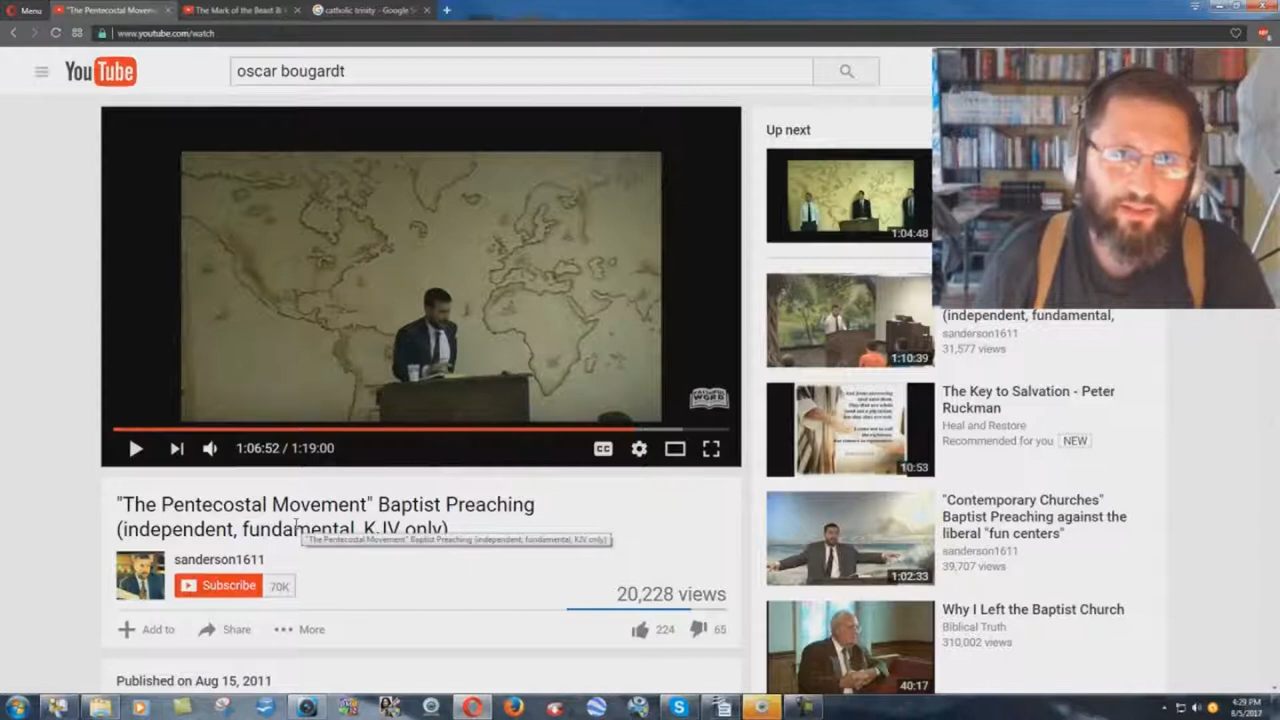 Menu
"The Pentecostal Movem
The Mark of the Beast &
catholic trinity - Google S
www.youtube.com/watch
YouTube
oscar bougardt
Up next
1:04:48
1:10:39
(independent, fundamental,
sanderson1611
31,577 views
10:53
The Key to Salvation - Peter
Ruckman
Heal and Restore
Recommended for you NEW
1:02:33
"Contemporary Churches"
Baptist Preaching against the
liberal "fun centers"
sanderson1611
39,707 views
40:17
Why I Left the Baptist Church
Biblical Truth
310,002 views
WORD
1:06:52 / 1:19:00
CC
"The Pentecostal Movement" Baptist Preaching
(independent, fundamental, KJV only)
"The Pentecostal Movement" Baptist Preaching (independent, fundamental, KJV only)
sanderson1611
Subscribe 70K
20,228 views
Add to Share More 224 65
Published on Aug 15, 2011
4:29 PM
6/5/2017